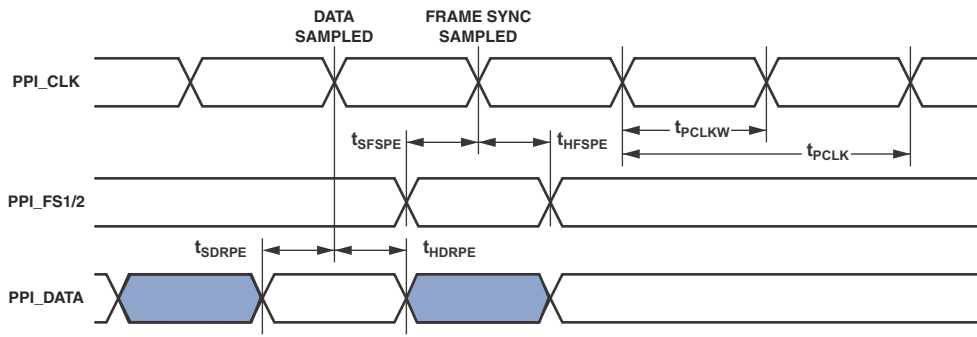 DATA
SAMPLED
FRAME SYNC
SAMPLED
PPI_CLK
tPCLKW
tSFSPE
tHFSPE
tPCLK
PPI_FS1/2
tSDRPE
tHDRPE
PPI_DATA